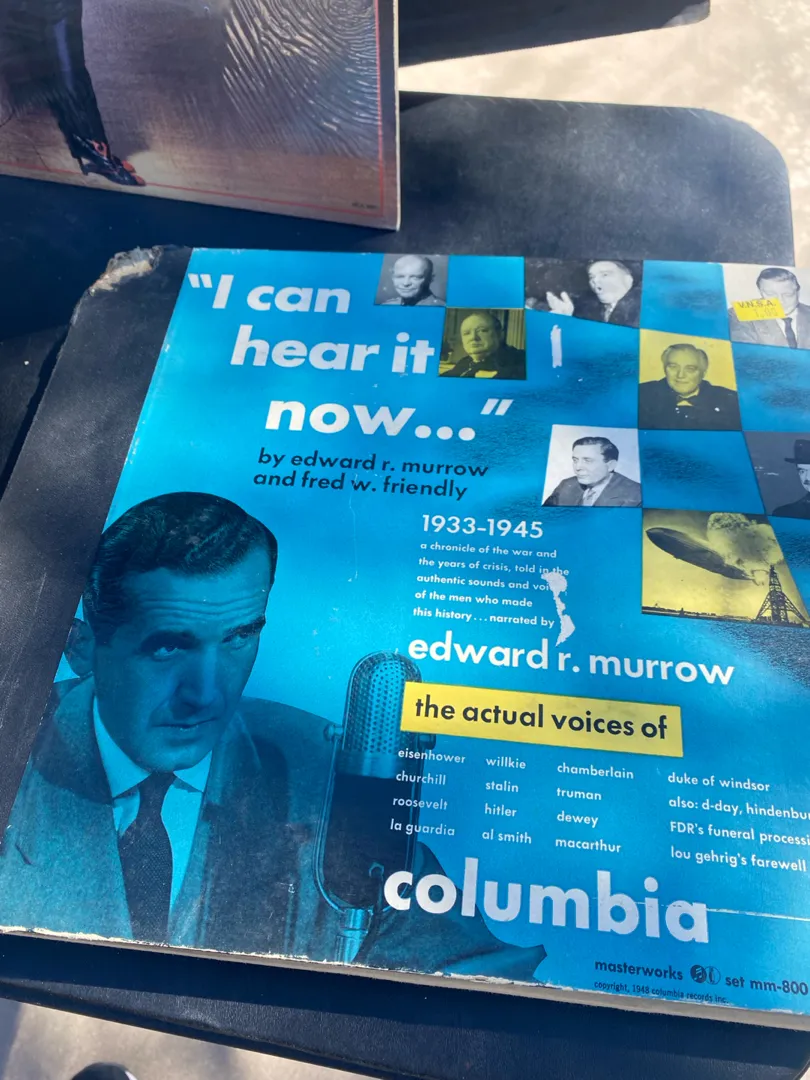 "I can
hear it
now..."
by edward r. murrow
and fred w. friendly
V.N.S.A.
1933-1945
a chronicle of the war and
the years of crisis, told in the
authentic sounds and
of the men who made
this history...narrated by
edward r. murrow
the actual voices of
eisenhower willkie chamberlain duke of windsor
churchill stalin truman also: d-day, hindenbu
roosevelt hitler dewey FDR's funeral processi
la guardia al smith macarthur lou gehrig's farewell
columbia
masterworks set mm-800
copyright, 1948 columbia records inc.